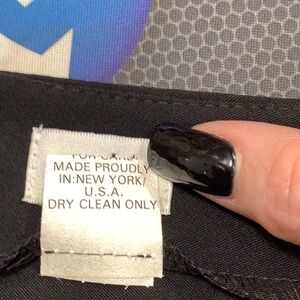 MADE PROUDLY
IN:NEW YORK/
U.S.A.
DRY CLEAN ONLY